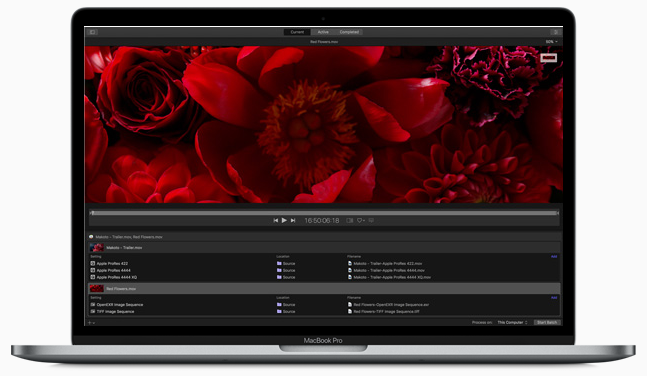 Current Active Completed
Red Flowers.mov 60%
16:50:06:18
Makoto - Trailer.mov, Red Flowers.mov
Makoto - Trailer.mov
Setting Location Filename Add
Apple ProRes 422 Source Makoto - Trailer-Apple ProRes 422.mov
Apple ProRes 4444 Source Makoto - Trailer-Apple ProRes 4444.mov
Apple ProRes 4444 XQ Source Makoto - Trailer-Apple ProRes 4444 XQ.mov
Red Flowers.mov
Setting Location Filename Add
OpenEXR Image Sequence Source Red Flowers-OpenEXR Image Sequence.exr
TIFF Image Sequence Source Red Flowers-TIFF Image Sequence.tiff
Process on: This Computer Start Batch
MacBook Pro